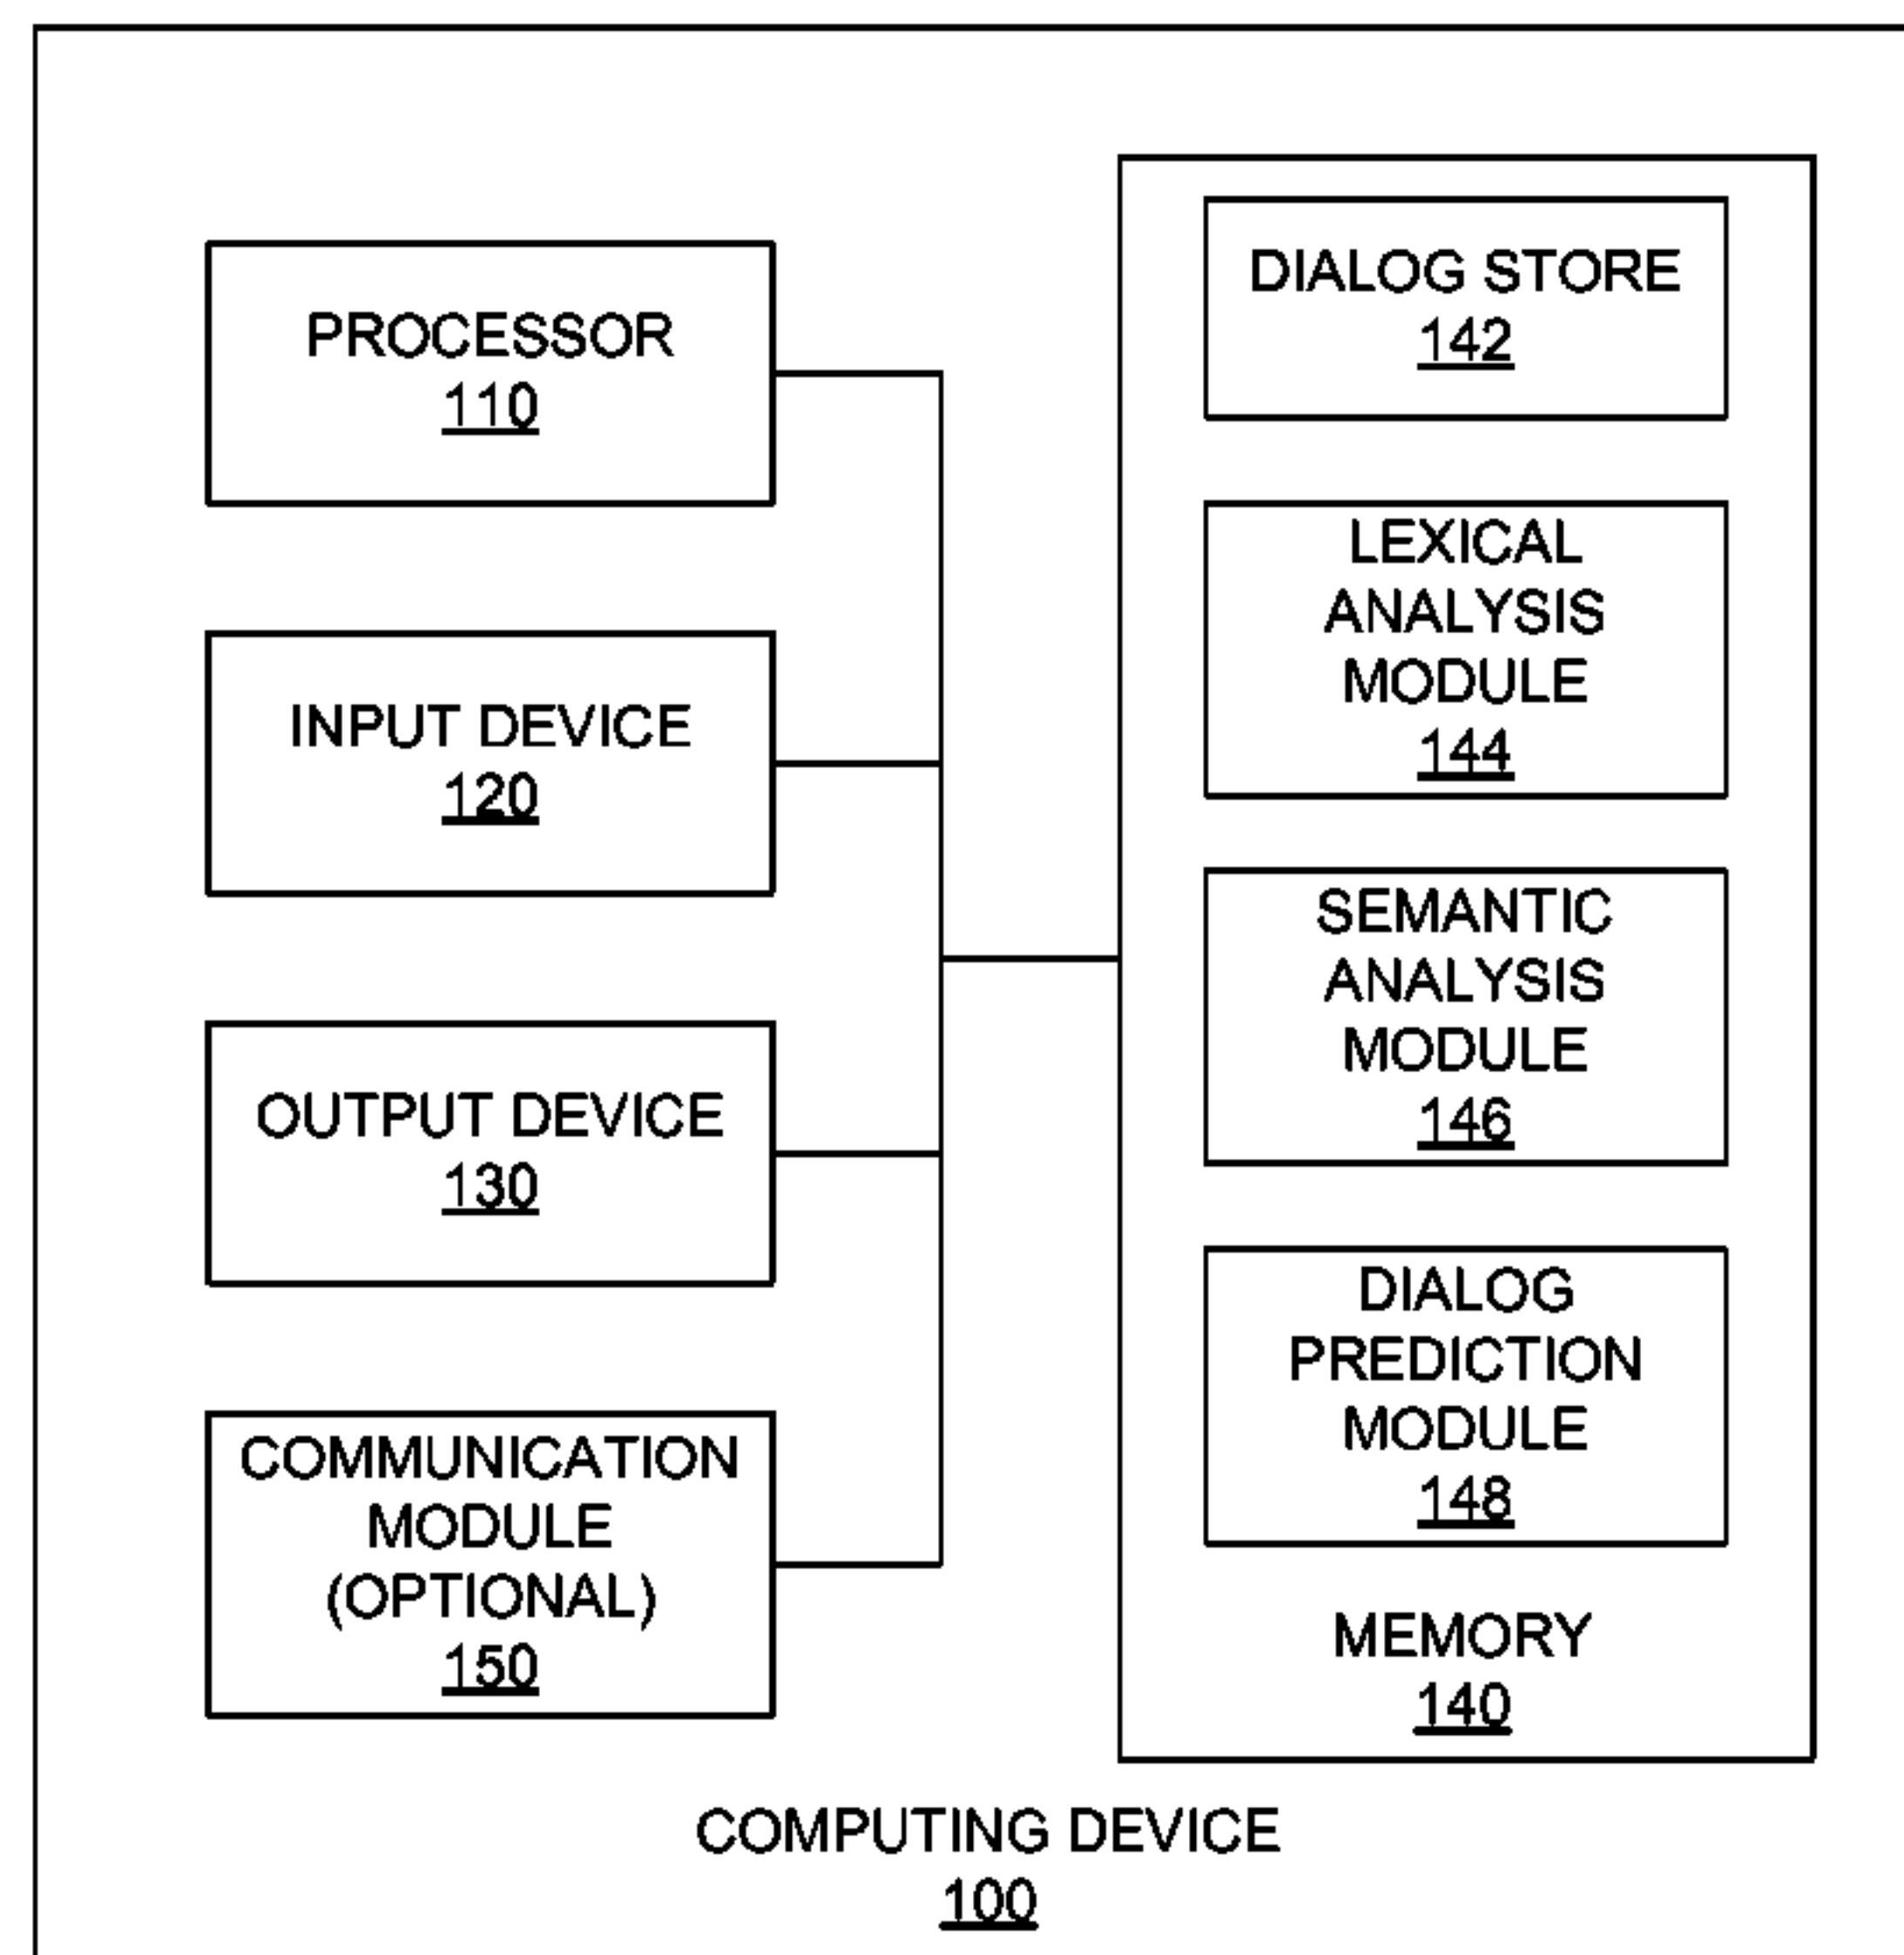 PROCESSOR
110
INPUT DEVICE
120
OUTPUT DEVICE
130
COMMUNICATION
MODULE
(OPTIONAL)
150
DIALOG STORE
142
LEXICAL
ANALYSIS
MODULE
144
SEMANTIC
ANALYSIS
MODULE
146
DIALOG
PREDICTION
MODULE
148
MEMORY
140
COMPUTING DEVICE
100